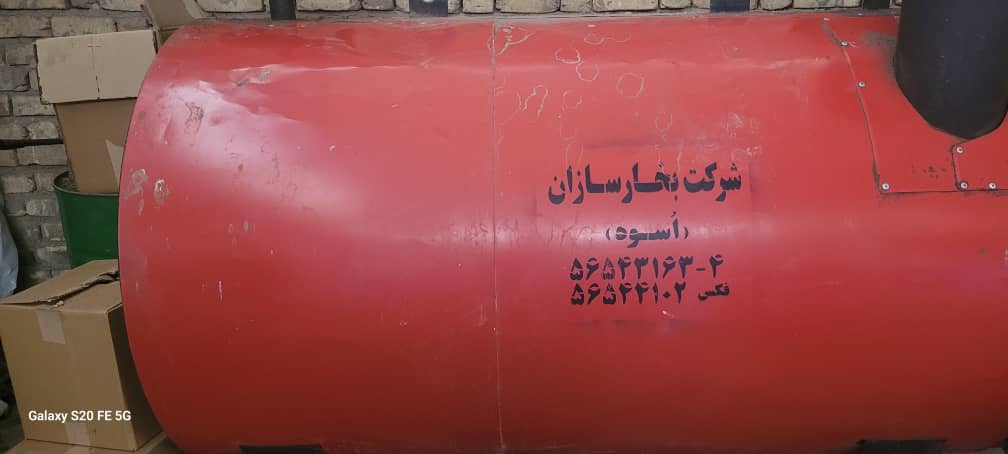 شرکت بخارسازان
(اُسوه)
۵۶۵۴۳۱۶۳-۴
فکس ۵۶۵۴۴۱۰۲
Galaxy S20 FE 5G